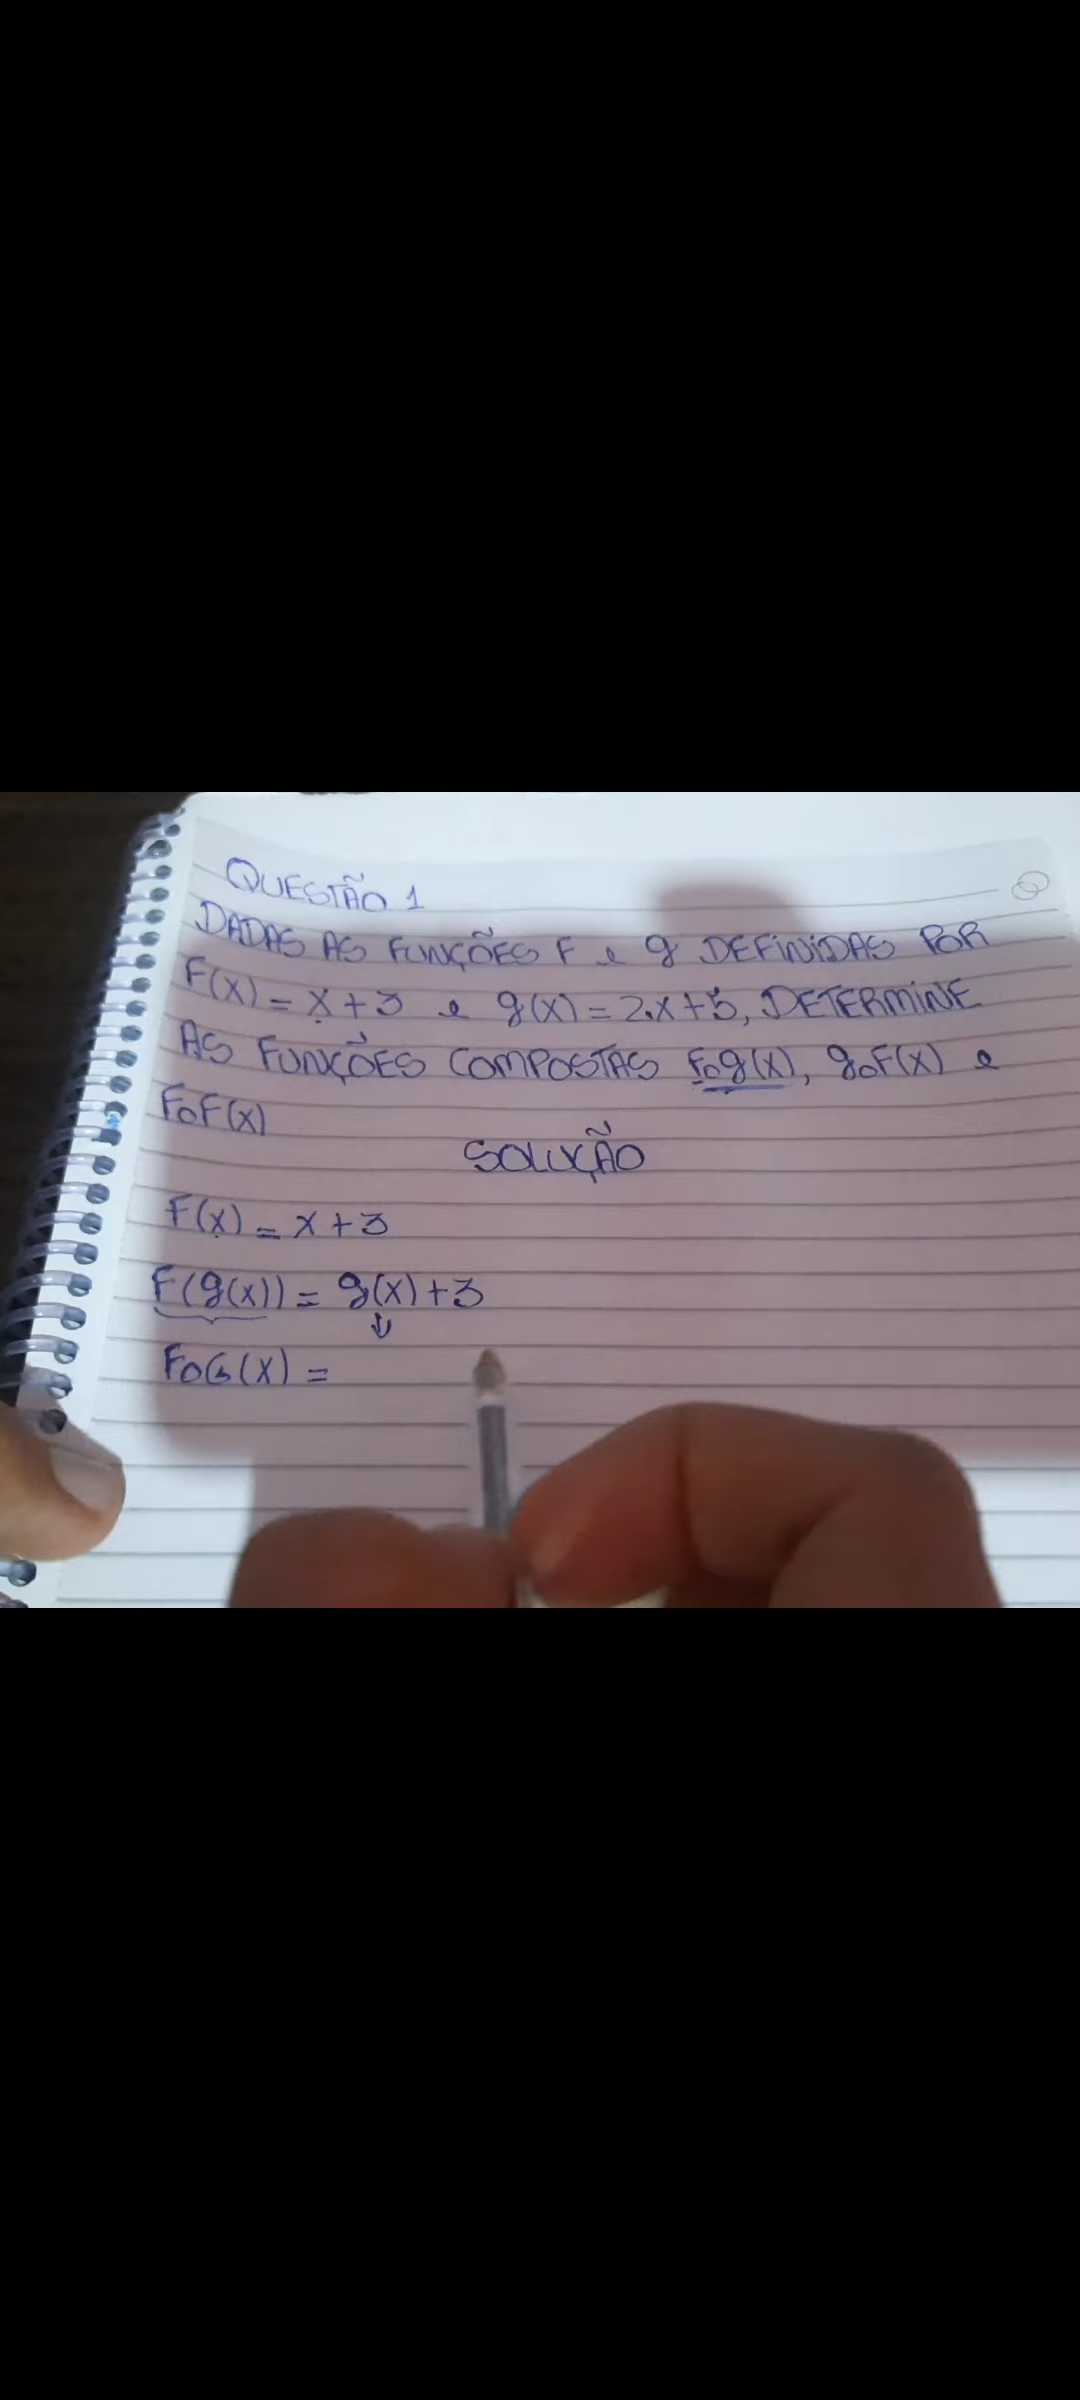 QUESTÃO 1
DADAS AS FUNÇÕES F e g DEFINIDAS POR
F(X) = X + 3 e g(X) = 2.X + 5, DETERMINE
AS FUNÇÕES COMPOSTAS Fog(X), goF(X) e
FoF(X)
SOLUÇÃO
F(X) = X + 3
F(g(X)) = g(X) + 3
FOG(X) =